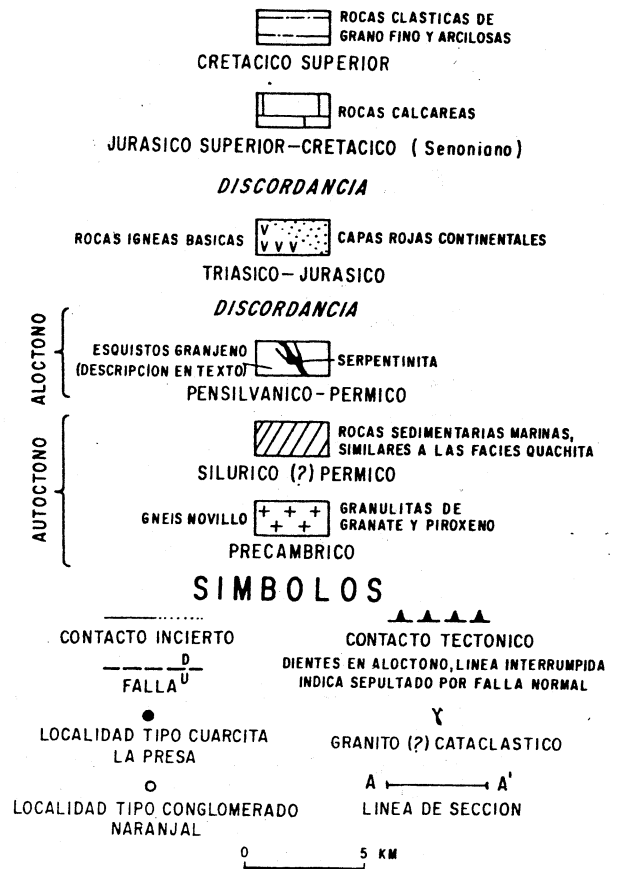 ROCAS CLASTICAS DE
GRANO FINO Y ARCILOSAS
CRETACICO SUPERIOR
ROCAS CALCAREAS
JURASICO SUPERIOR-CRETACICO (Senoniano)
DISCORDANCIA
ROCAS IGNEAS BASICAS
V
V V V
CAPAS ROJAS CONTINENTALES
TRIASICO-JURASICO
DISCORDANCIA
ALOCTONO
ESQUISTOS GRANJENO
(DESCRIPCION EN TEXTO)
SERPENTINITA
PENSILVANICO-PERMICO
AUTOCTONO
ROCAS SEDIMENTARIAS MARINAS,
SIMILARES A LAS FACIES QUACHITA
SILURICO (?) PERMICO
GNEIS NOVILLO
GRANULITAS DE
GRANATE Y PIROXENO
PRECAMBRICO
SIMBOLOS
CONTACTO INCIERTO
D
U
FALLA
LOCALIDAD TIPO CUARCITA
LA PRESA
LOCALIDAD TIPO CONGLOMERADO
NARANJAL
CONTACTO TECTONICO
DIENTES EN ALOCTONO, LINEA INTERRUMPIDA
INDICA SEPULTADO POR FALLA NORMAL
ɣ
GRANITO (?) CATACLASTICO
A A'
LINEA DE SECCION
0 5 KM